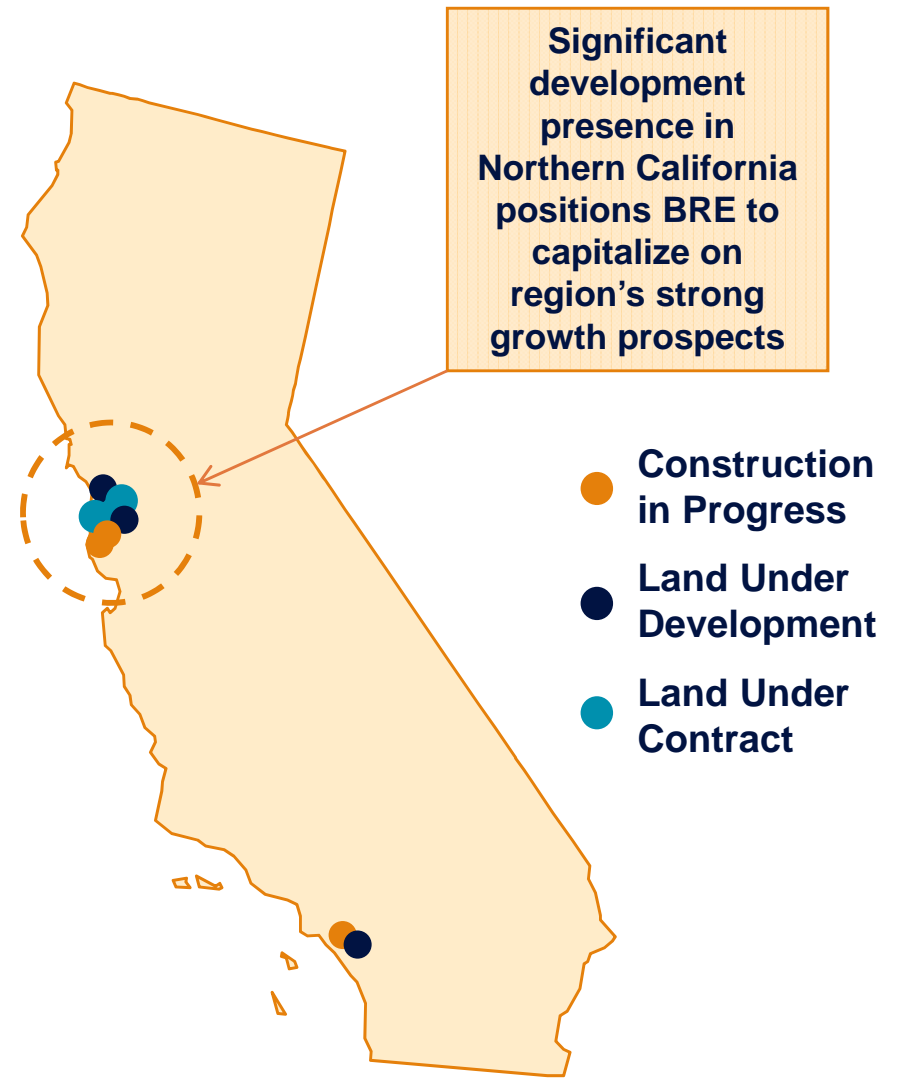 Significant
development
presence in
Northern California
positions BRE to
capitalize on
region’s strong
growth prospects
Construction
in Progress
Land Under
Development
Land Under
Contract